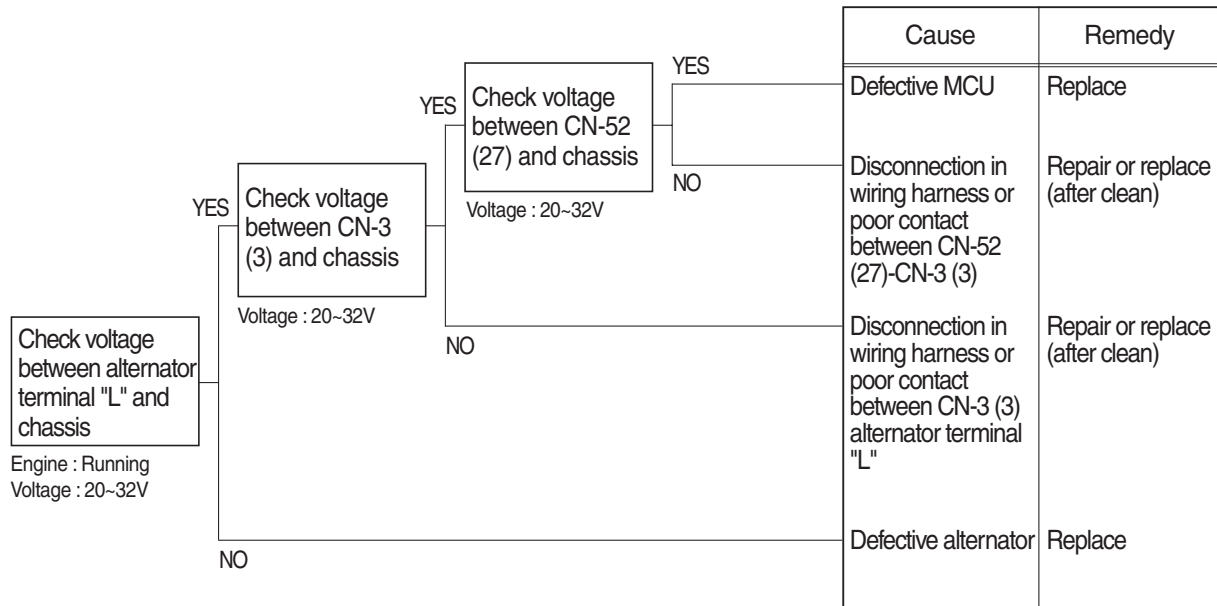 Check voltage
between alternator
terminal "L" and
chassis
Engine : Running
Voltage : 20~32V
YES
NO
Check voltage
between CN-3
(3) and chassis
Voltage : 20~32V
YES
NO
Check voltage
between CN-52
(27) and chassis
Voltage : 20~32V
YES
NO
Cause
Remedy
Defective MCU
Replace
Disconnection in
wiring harness or
poor contact
between CN-52
(27)-CN-3 (3)
Repair or replace
(after clean)
Disconnection in
wiring harness or
poor contact
between CN-3 (3)
alternator terminal
"L"
Repair or replace
(after clean)
Defective alternator
Replace